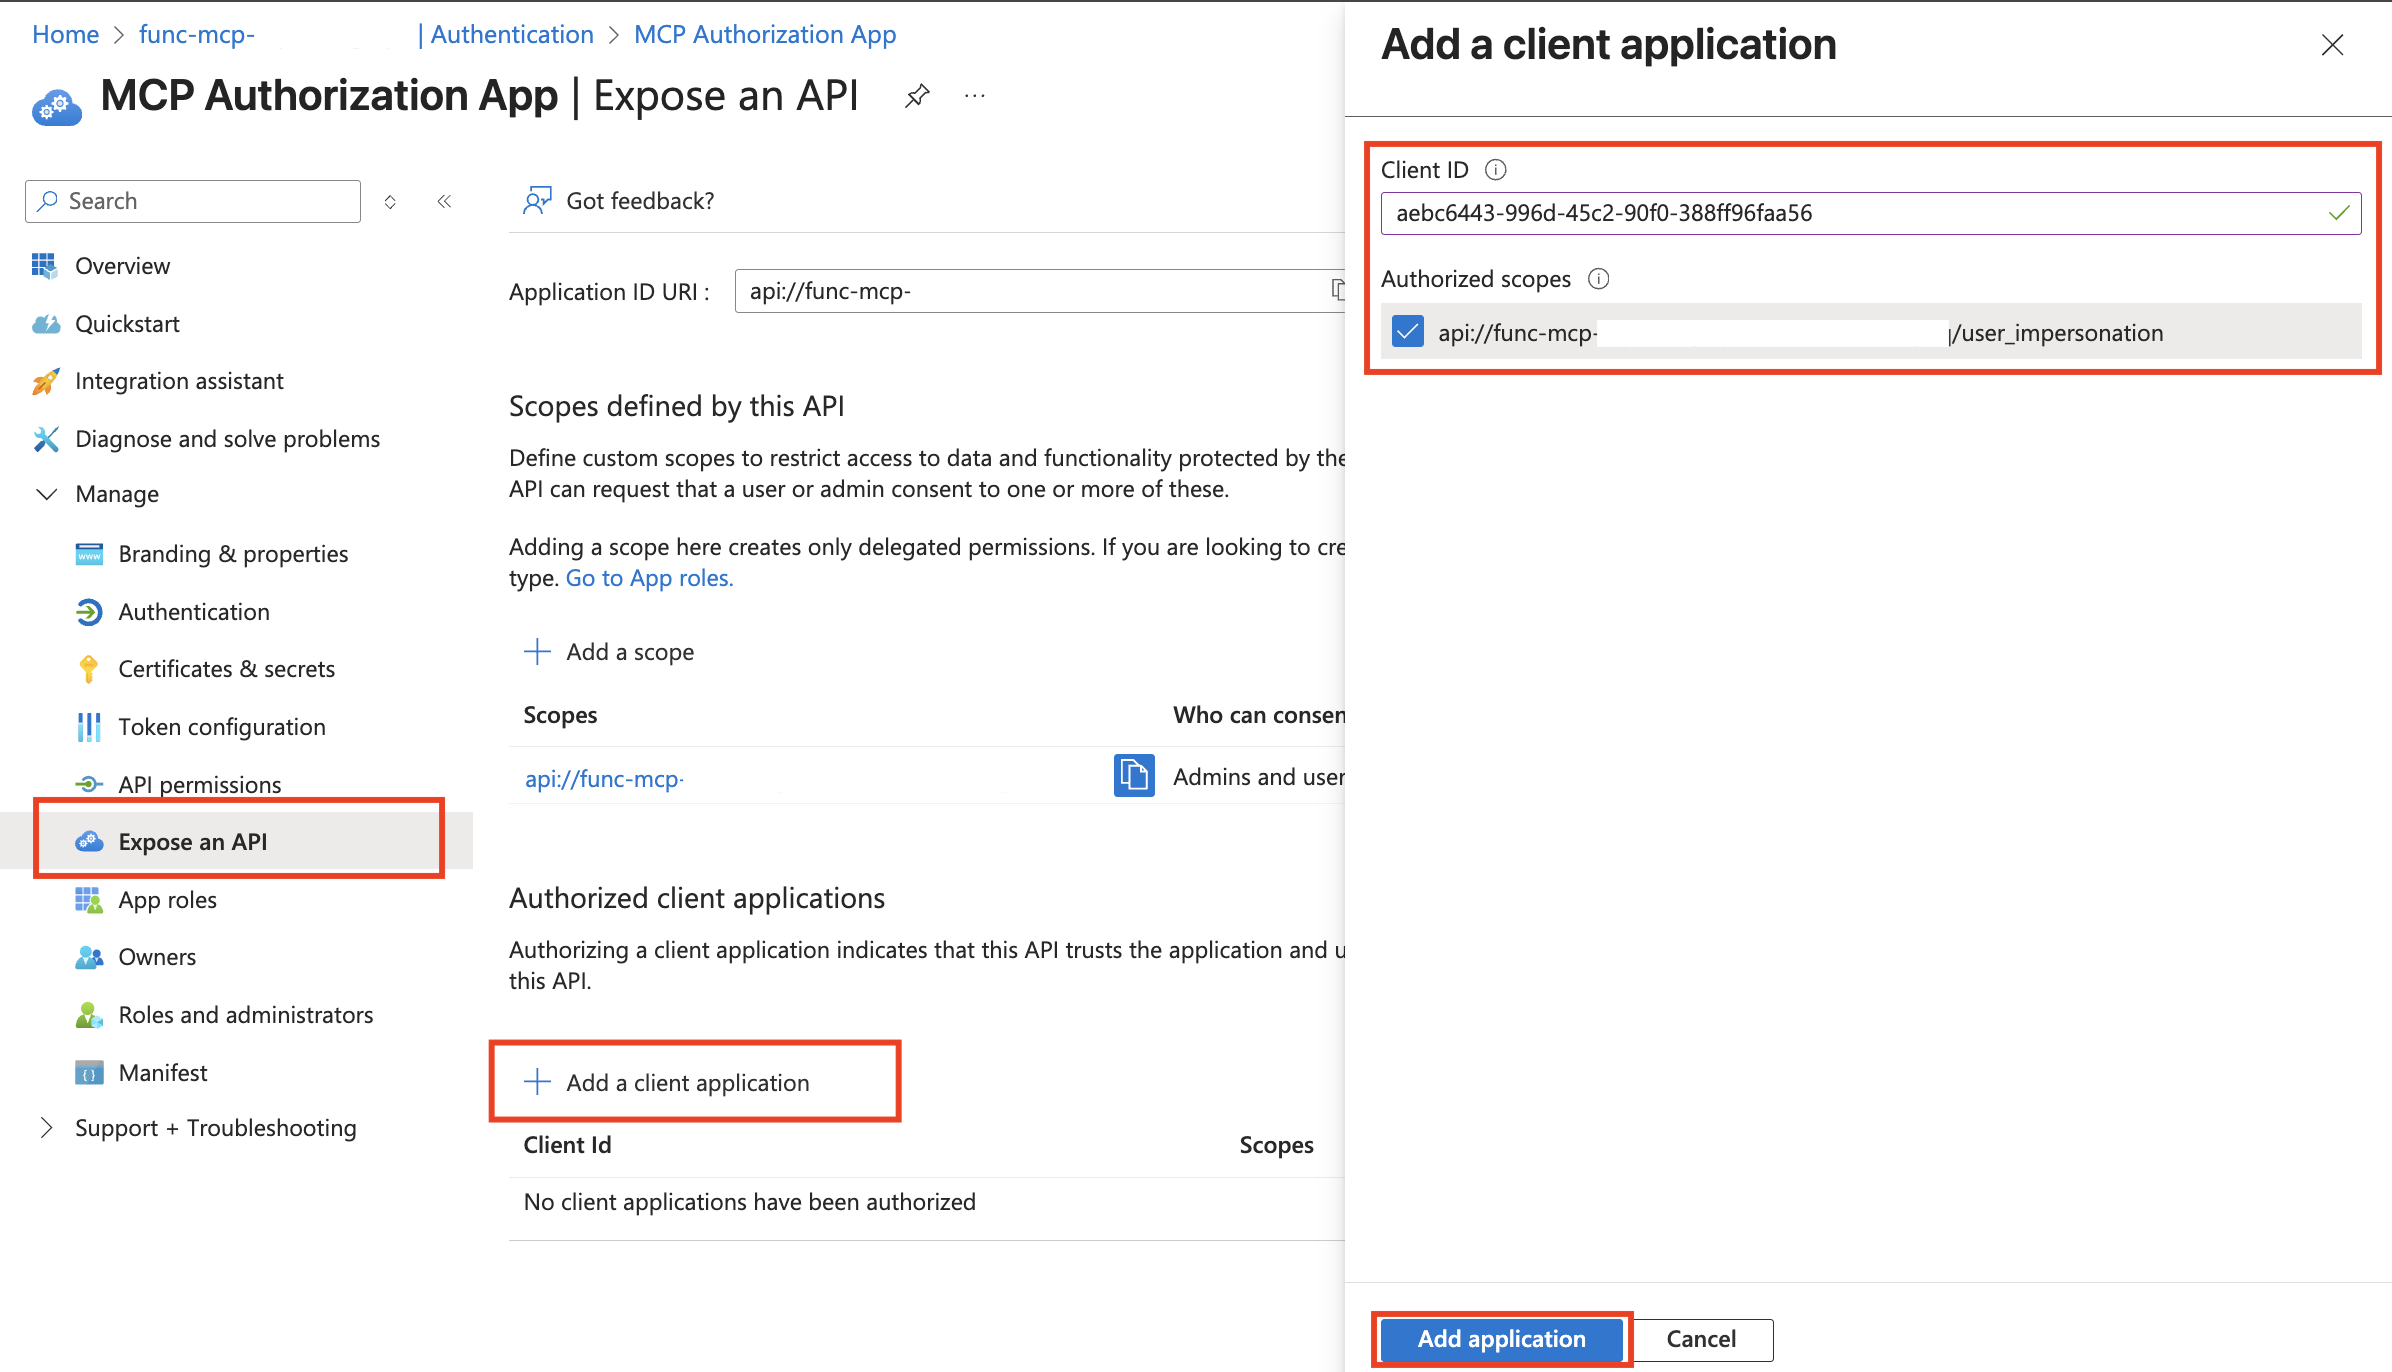 Home > func-mcp- | Authentication > MCP Authorization App
MCP Authorization App | Expose an API
Search
Overview
Quickstart
Integration assistant
Diagnose and solve problems
Manage
Branding & properties
Authentication
Certificates & secrets
Token configuration
API permissions
Expose an API
App roles
Owners
Roles and administrators
Manifest
Support + Troubleshooting
Got feedback?
Application ID URI : api://func-mcp-
Scopes defined by this API
Define custom scopes to restrict access to data and functionality protected by the
API can request that a user or admin consent to one or more of these.
Adding a scope here creates only delegated permissions. If you are looking to cre
type. Go to App roles.
Add a scope
Scopes Who can consen
api://func-mcp- Admins and user
Authorized client applications
Authorizing a client application indicates that this API trusts the application and u
this API.
Add a client application
Client Id Scopes
No client applications have been authorized
Add a client application
Client ID
aebc6443-996d-45c2-90f0-388ff96faa56
Authorized scopes
api://func-mcp- /user_impersonation
Add application Cancel